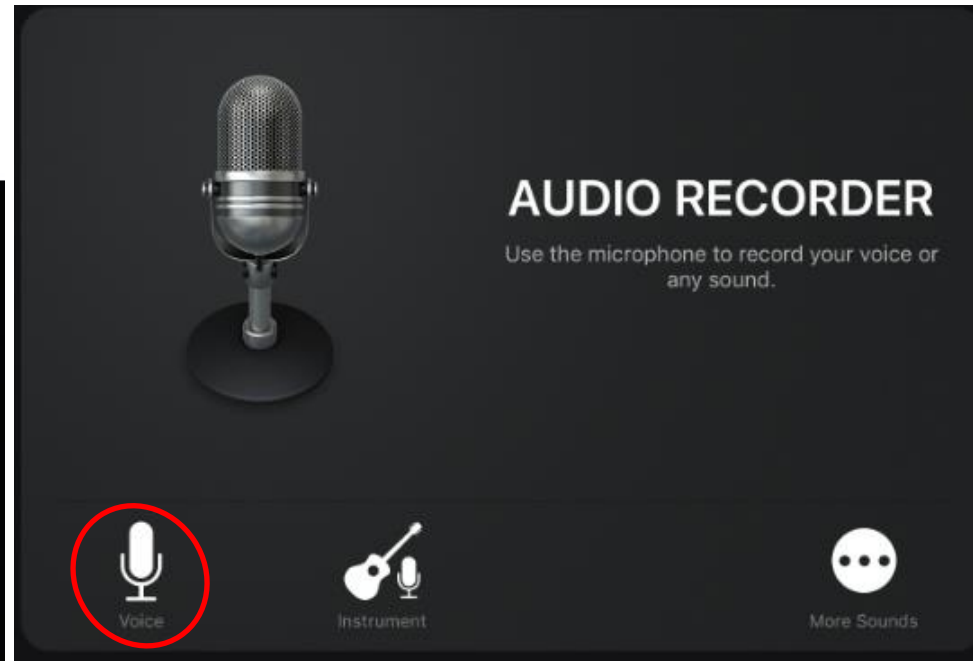 AUDIO RECORDER
Use the microphone to record your voice or
any sound.
Voice
Instrument
More Sounds